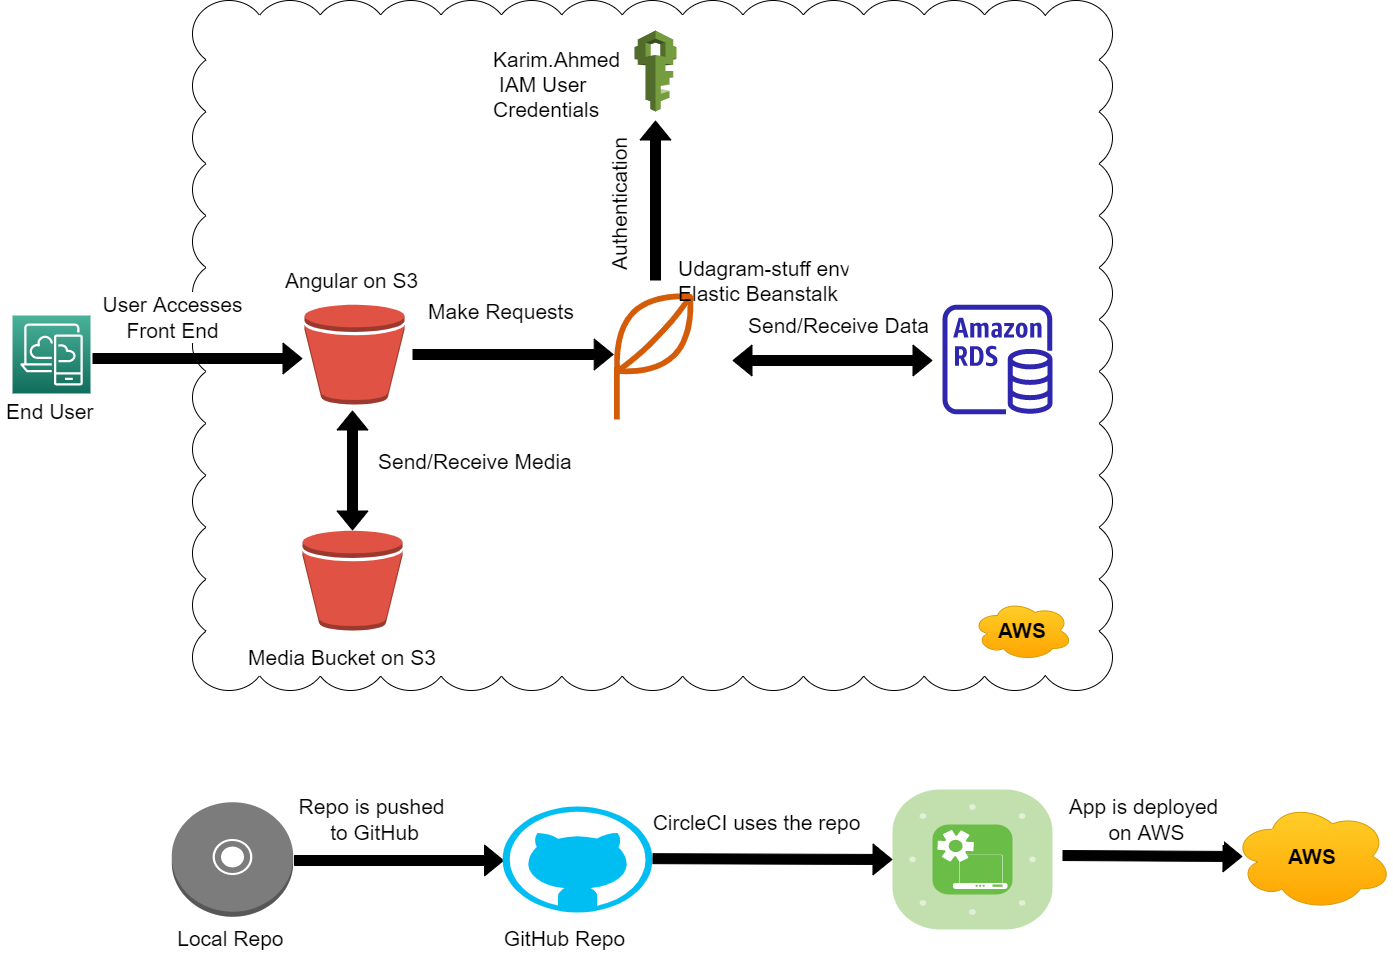 Karim.Ahmed
IAM User
Credentials
Authentication
Udagram-stuff env
Elastic Beanstalk
Angular on S3
User Accesses
Front End
Make Requests
Send/Receive Data
Amazon
RDS
End User
Send/Receive Media
AWS
Media Bucket on S3
Repo is pushed
to GitHub
CircleCI uses the repo
App is deployed
on AWS
AWS
Local Repo
GitHub Repo